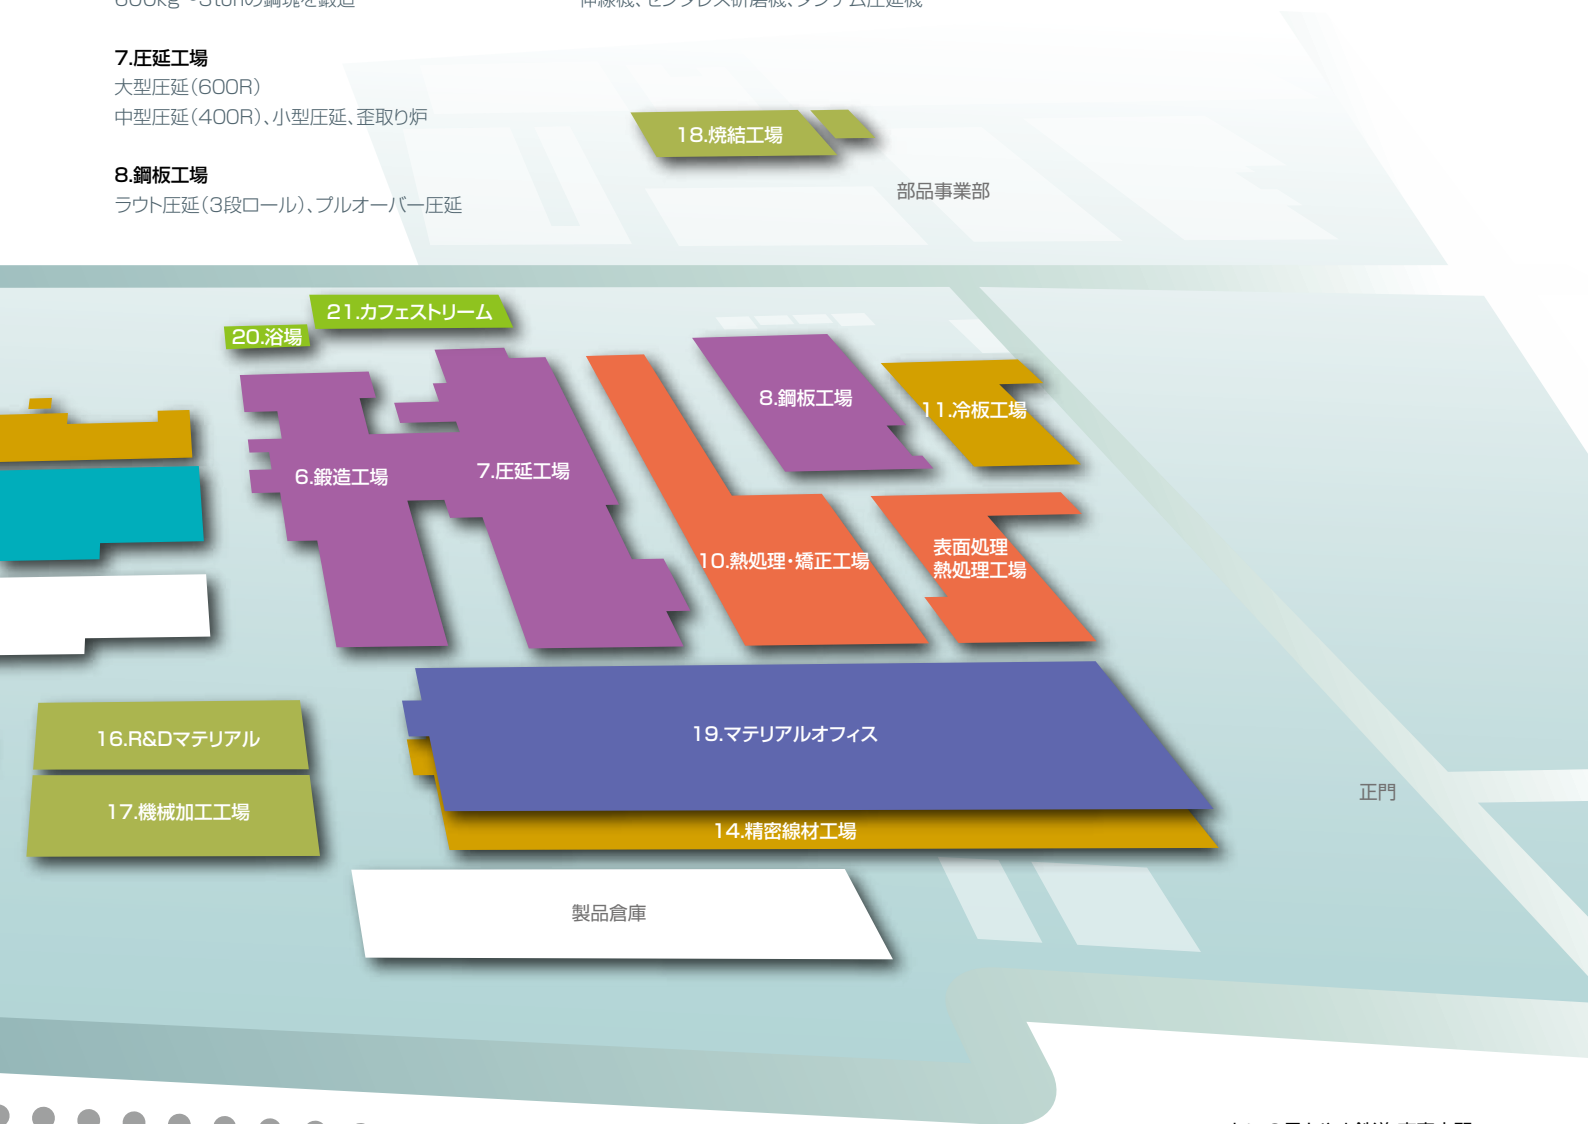 7.圧延工場
大型圧延(600R)
中型圧延(400R)、小型圧延、歪取り炉
8.鋼板工場
ラウト圧延(3段ロール)、プルオーバー圧延
18.焼結工場
部品事業部
21.カフェストリーム
20.浴場
8.鋼板工場
11.冷板工場
6.鍛造工場
7.圧延工場
10.熱処理・矯正工場
表面処理
熱処理工場
19.マテリアルオフィス
16.R&Dマテリアル
17.機械加工工場
14.精密線材工場
正門
製品倉庫